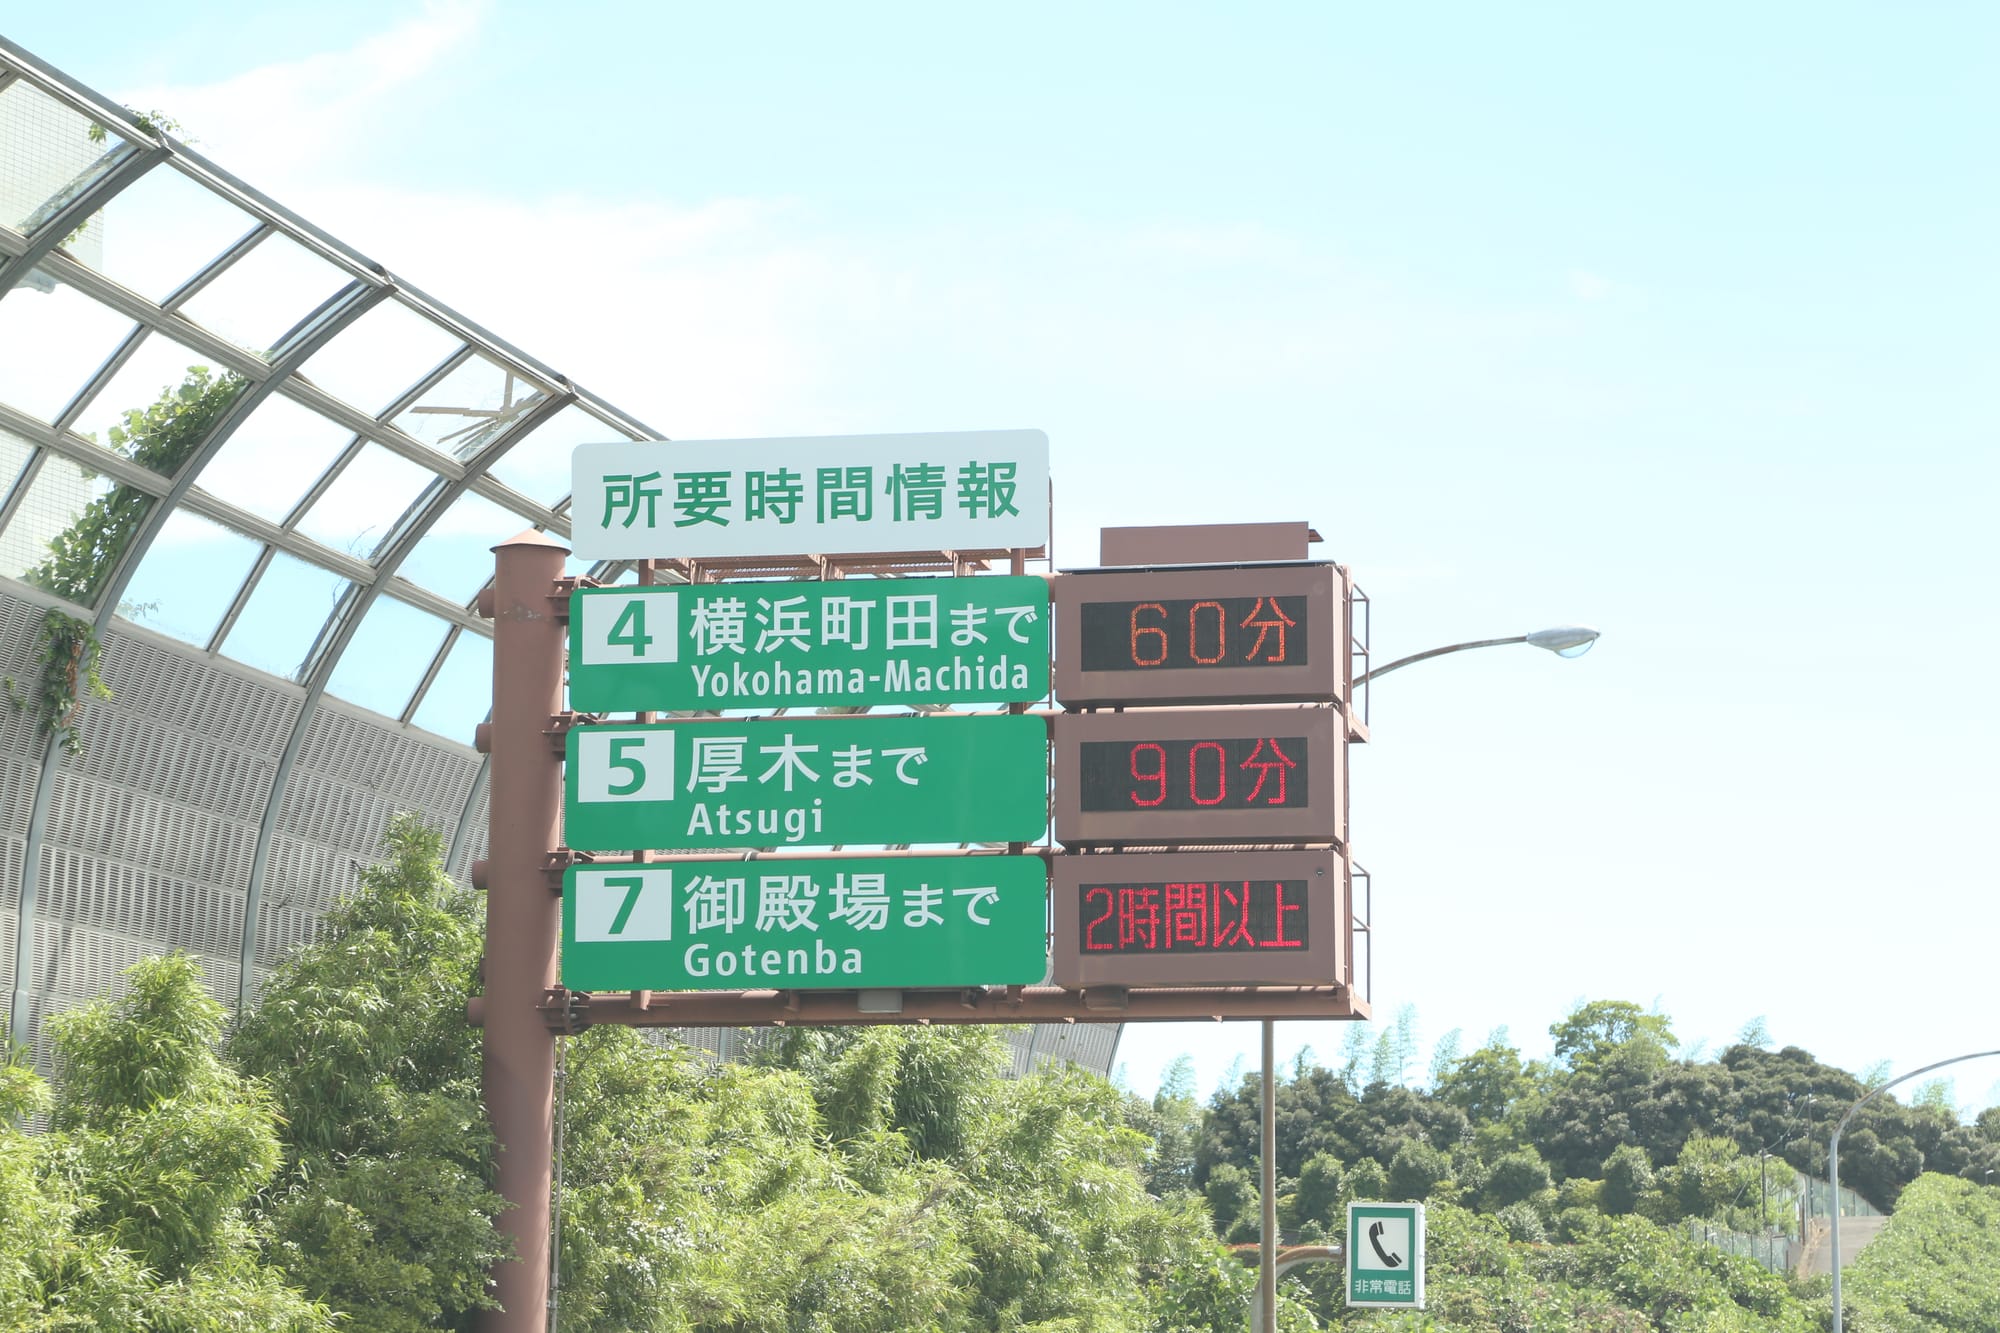 所要時間情報
4 横浜町田まで 60分
Yokohama-Machida
5 厚木まで 90分
Atsugi
7 御殿場まで 2時間以上
Gotenba
非常電話